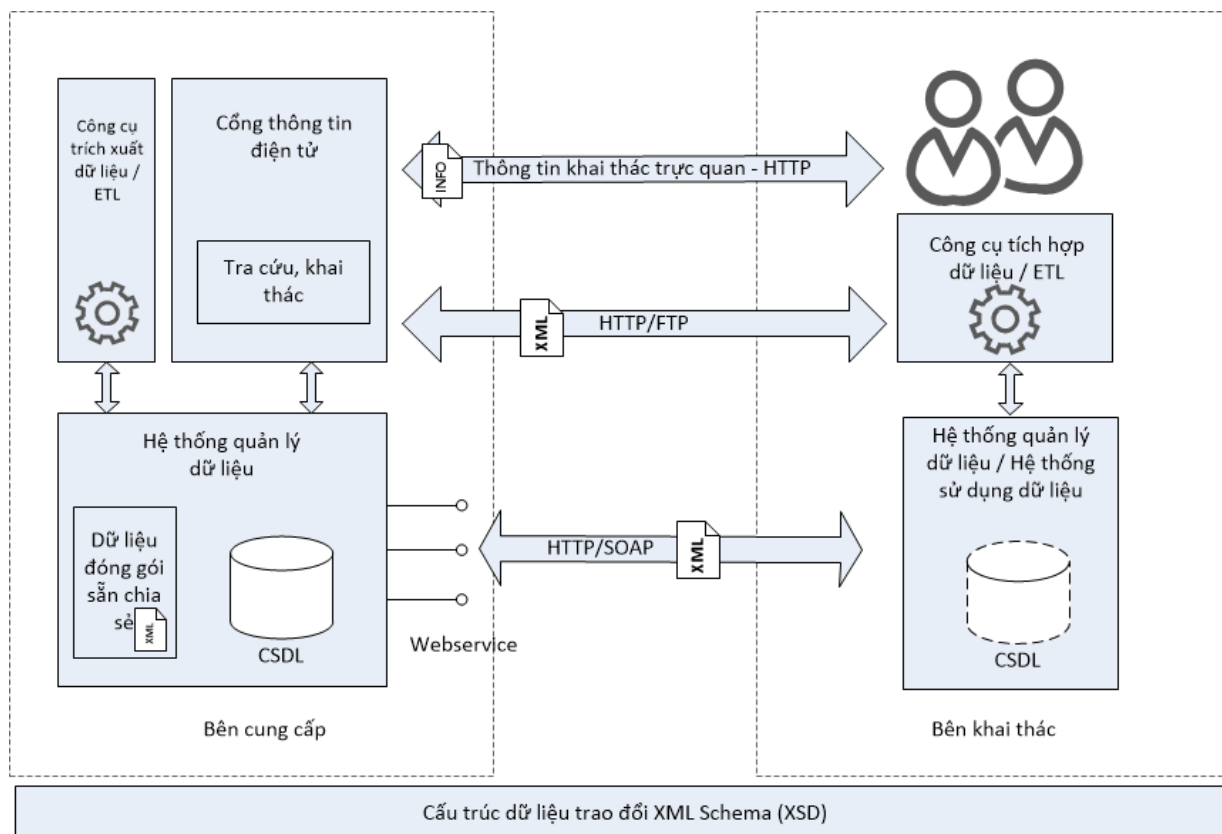 Công cụ
trích xuất
dữ liệu /
ETL
Cổng thông tin
điện tử
Tra cứu, khai
thác
INFO
Thông tin khai thác trực quan - HTTP
XML
HTTP/FTP
Công cụ tích hợp
dữ liệu / ETL
Hệ thống quản lý
dữ liệu
Dữ liệu
đóng gói
sẵn chia
sẻ
XML
CSDL
Webservice
HTTP/SOAP
XML
Hệ thống quản lý
dữ liệu / Hệ thống
sử dụng dữ liệu
CSDL
Bên cung cấp
Bên khai thác
Cấu trúc dữ liệu trao đổi XML Schema (XSD)